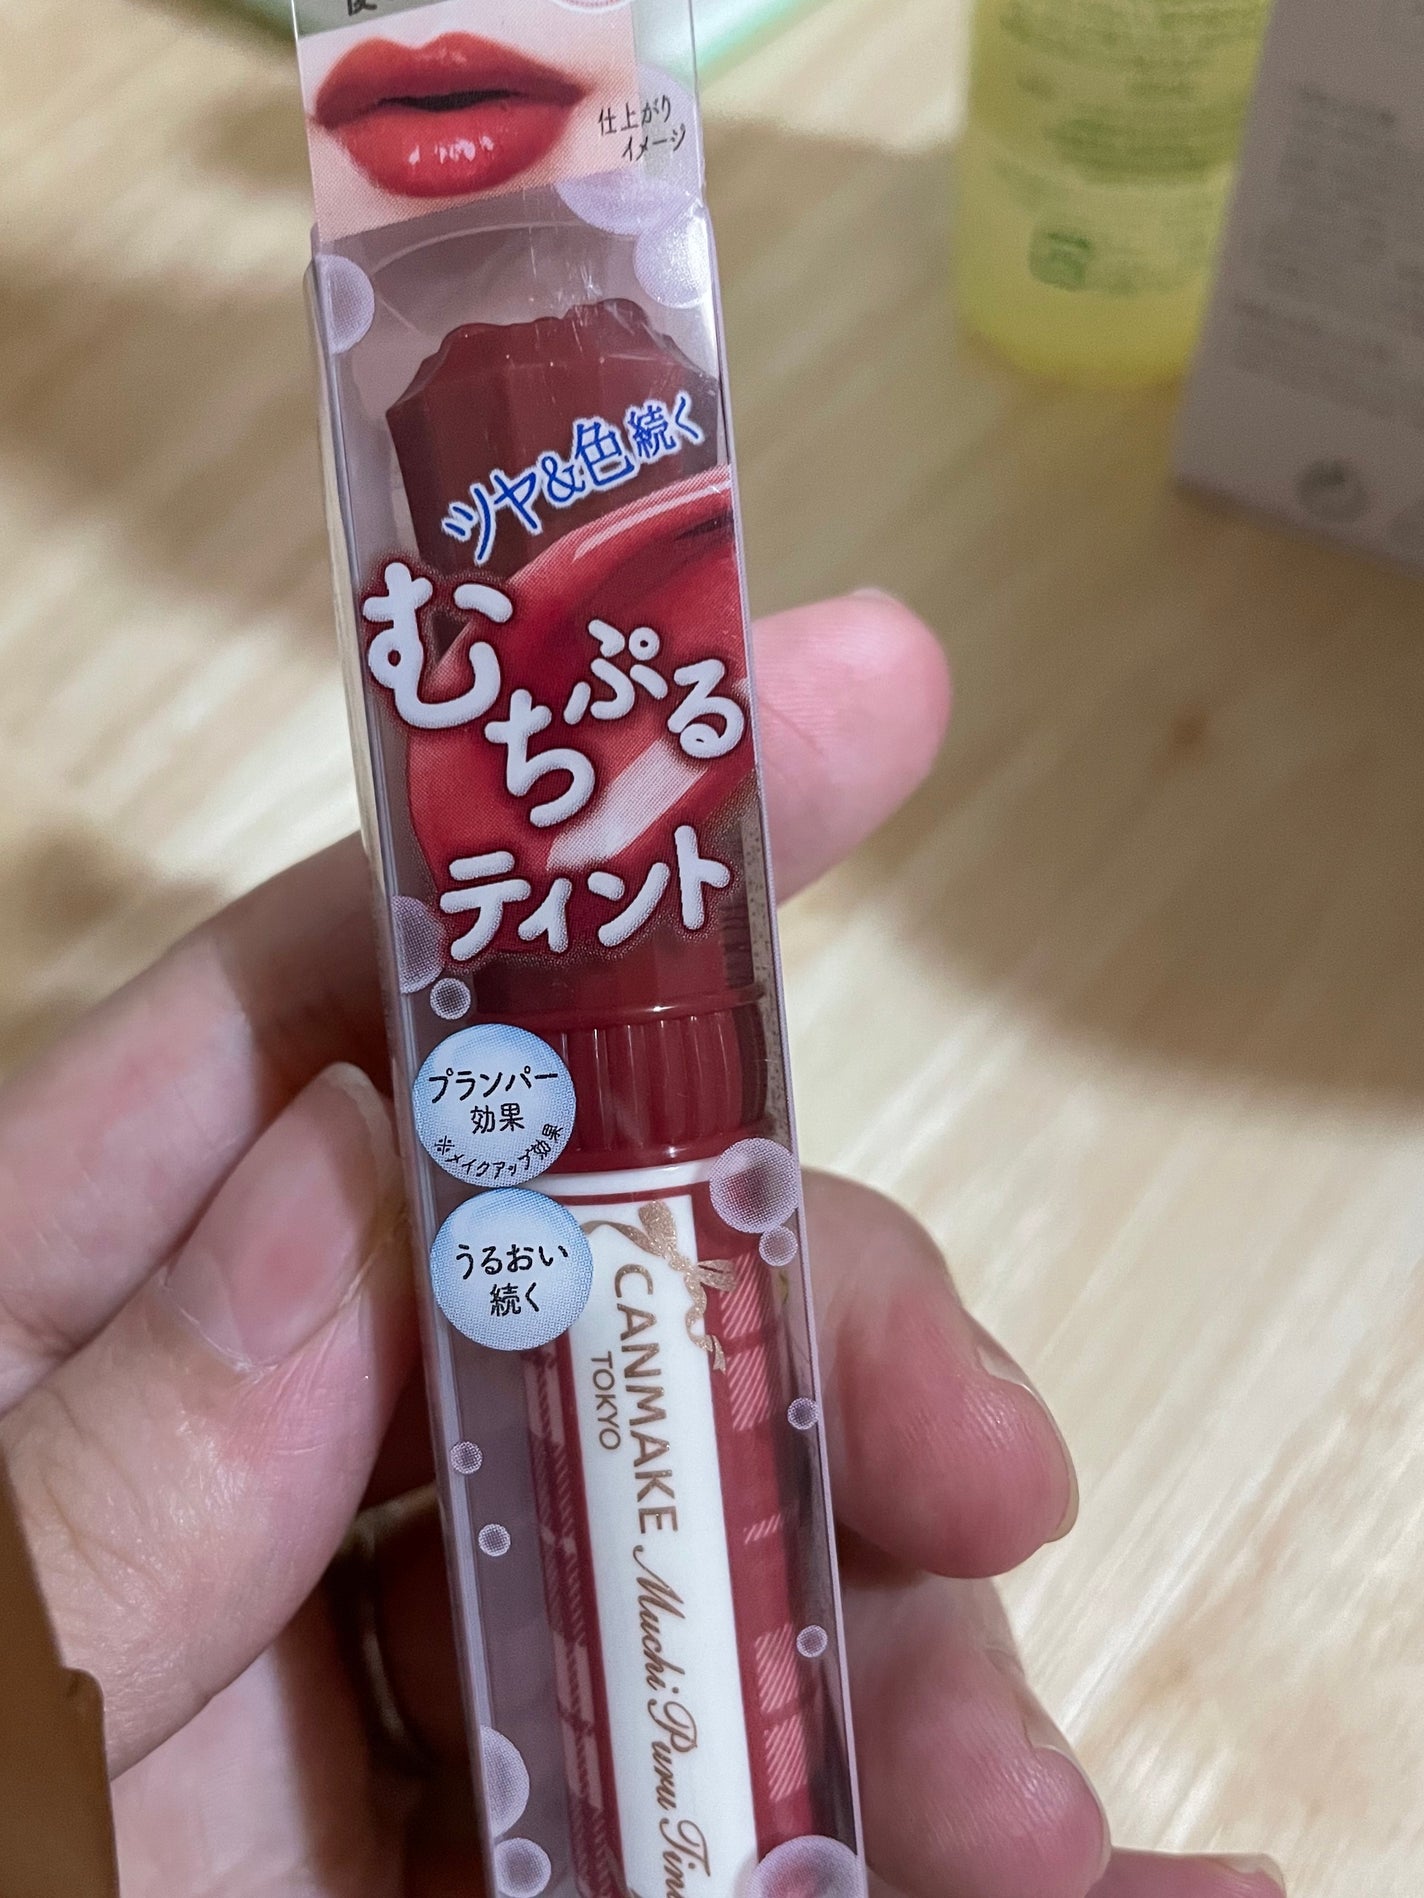 仕上がり
イメージ
ツヤ&色続く
むちぷる
ティント
プランパー
効果
※メイクアップ効果
うるおい
続く
CANMAKE
TOKYO
Muchi Puru Tint